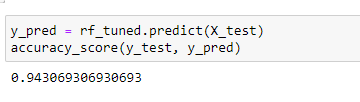 y_pred = rf_tuned.predict(X_test)
accuracy_score(y_test, y_pred)
0.943069306930693